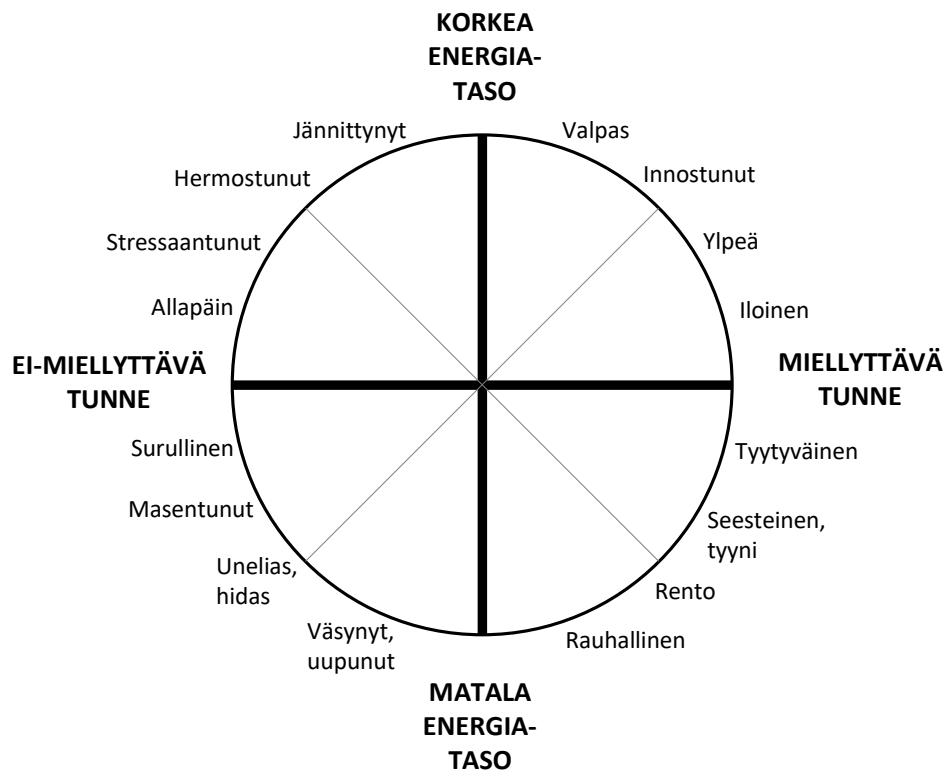 KORKEA
ENERGIA-
TASO
Jännittynyt
Valpas
Hermostunut
Innostunut
Stressaantunut
Ylpeä
Allapäin
Iloinen
EI-MIELLYTTÄVÄ
TUNNE
MIELLYTTÄVÄ
TUNNE
Surullinen
Tyytyväinen
Masentunut
Seesteinen,
tyyni
Unelias,
hidas
Rento
Väsynyt,
uupunut
Rauhallinen
MATALA
ENERGIA-
TASO